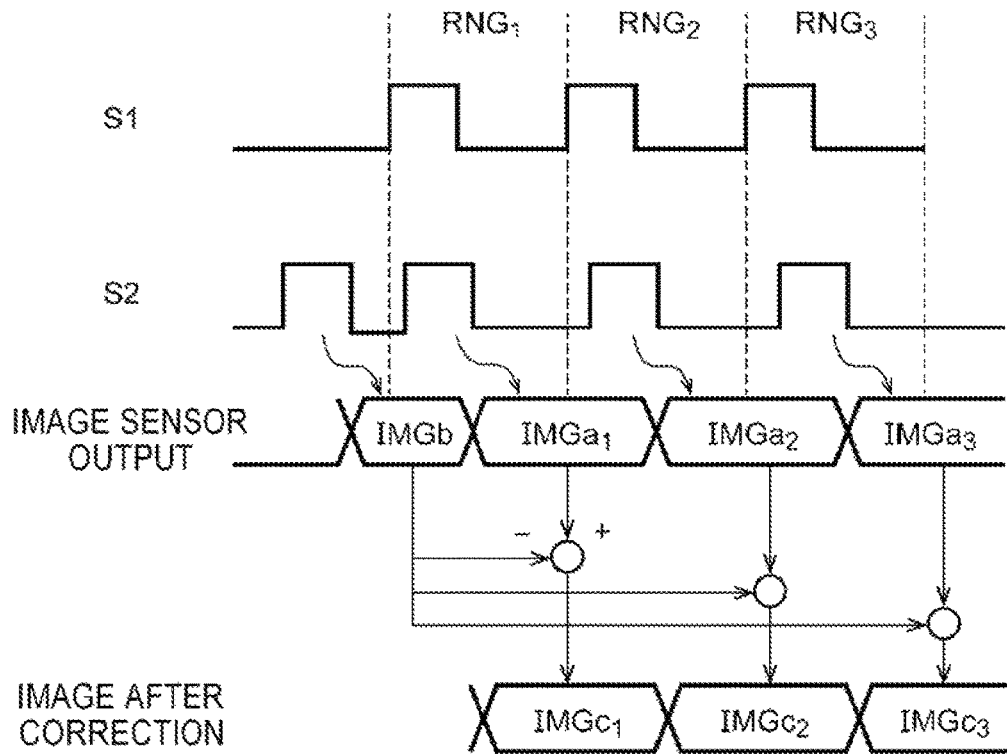 RNG₁ RNG₂ RNG₃
S1
S2
IMAGE SENSOR
OUTPUT
IMGb IMGa₁ IMGa₂ IMGa₃
− +
IMAGE AFTER
CORRECTION
IMGc₁ IMGc₂ IMGc₃